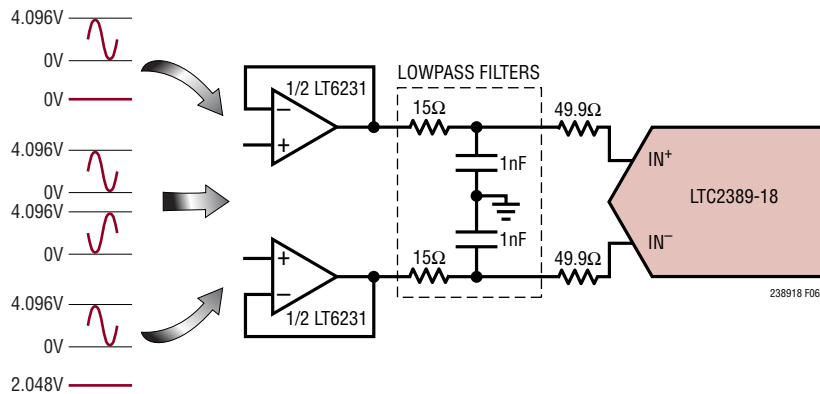 4.096V
0V
0V
4.096V
0V
4.096V
0V
4.096V
0V
2.048V
1/2 LT6231
–
+
LOWPASS FILTERS
15Ω
49.9Ω
1nF
IN+
LTC2389-18
1nF
IN–
15Ω
49.9Ω
+
–
1/2 LT6231
238918 F06